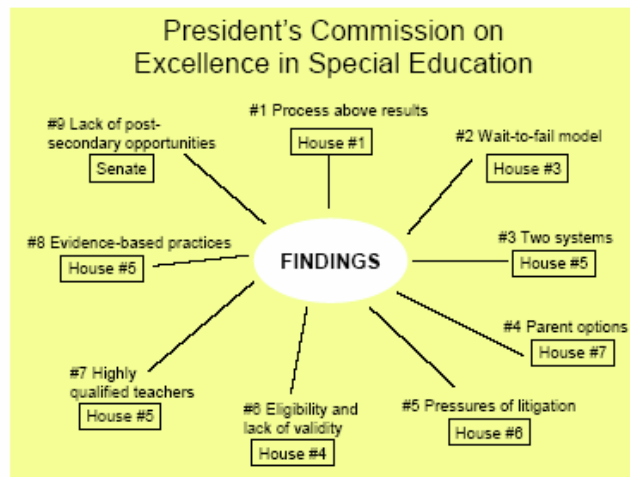 President's Commission on
Excellence in Special Education
#1 Process above results
House #1
#2 Wait-to-fail model
House #3
#3 Two systems
House #5
#4 Parent options
House #7
#5 Pressures of litigation
House #6
#6 Eligibility and
lack of validity
House #4
#7 Highly
qualified teachers
House #5
#8 Evidence-based practices
House #5
#9 Lack of post-
secondary opportunities
Senate
FINDINGS